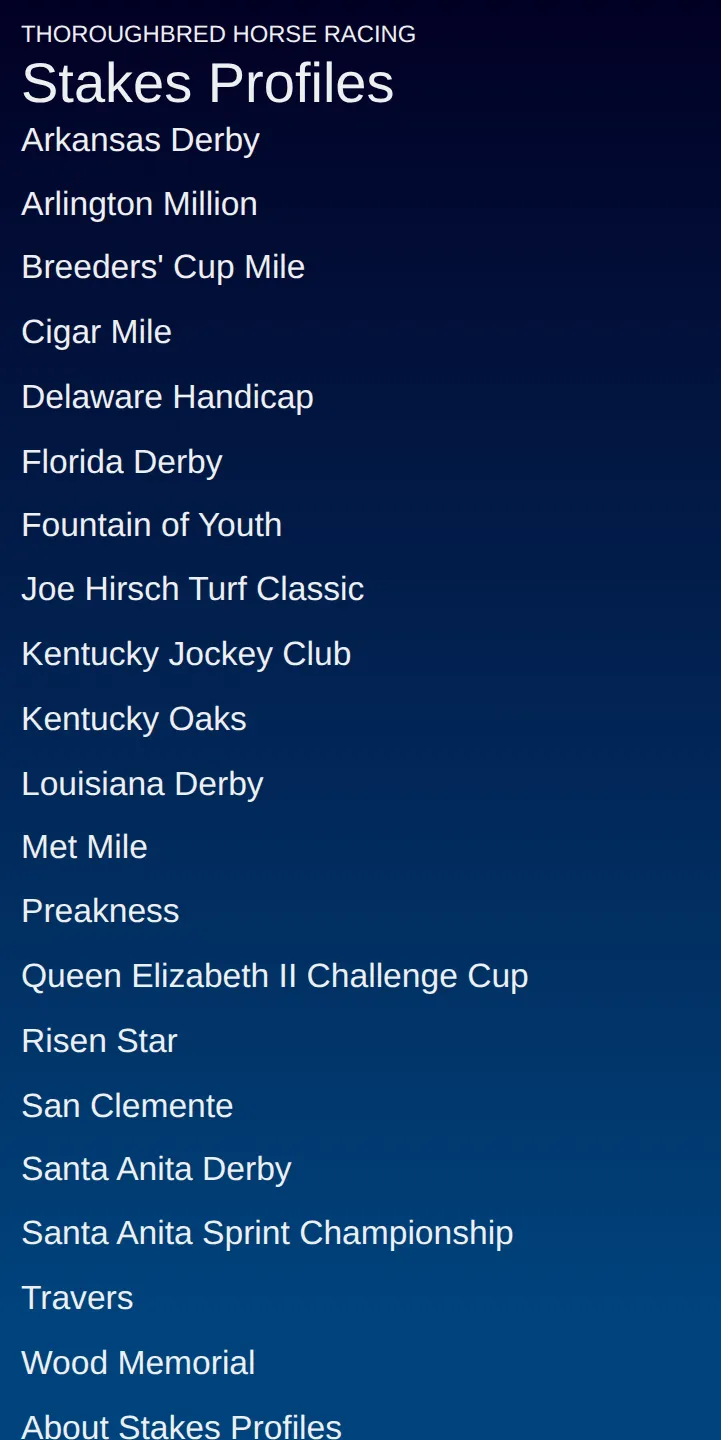 THOROUGHBRED HORSE RACING
Stakes Profiles
Arkansas Derby
Arlington Million
Breeders' Cup Mile
Cigar Mile
Delaware Handicap
Florida Derby
Fountain of Youth
Joe Hirsch Turf Classic
Kentucky Jockey Club
Kentucky Oaks
Louisiana Derby
Met Mile
Preakness
Queen Elizabeth II Challenge Cup
Risen Star
San Clemente
Santa Anita Derby
Santa Anita Sprint Championship
Travers
Wood Memorial
About Stakes Profiles